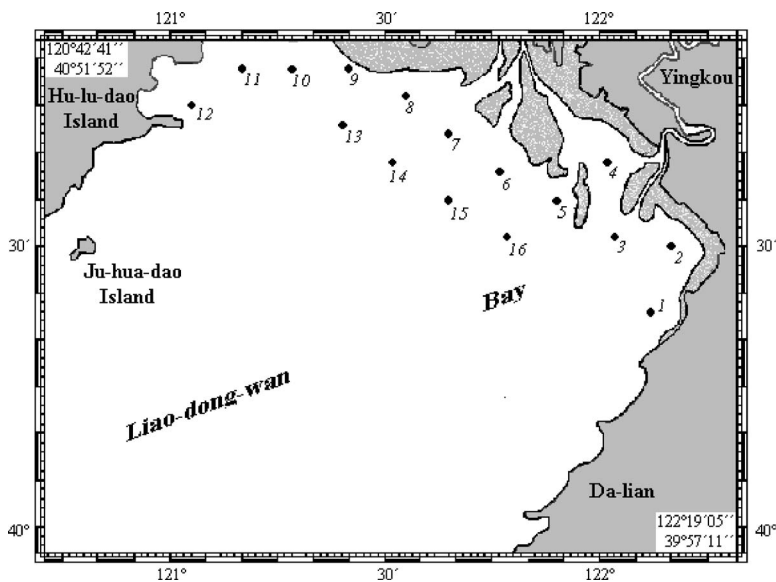 121° 30´ 122°
120°42´41´´
40°51´52´´
Hu-lu-dao
Island
Yingkou
11 10 9
12 8
13 7
14 6 4
15 5
16 3 2
30´ 30´
Ju-hua-dao
Island
Bay
1
Liao-dong-wan
Da-lian
122°19´05´´
39°57´11´´
40° 40°
121° 30´ 122°